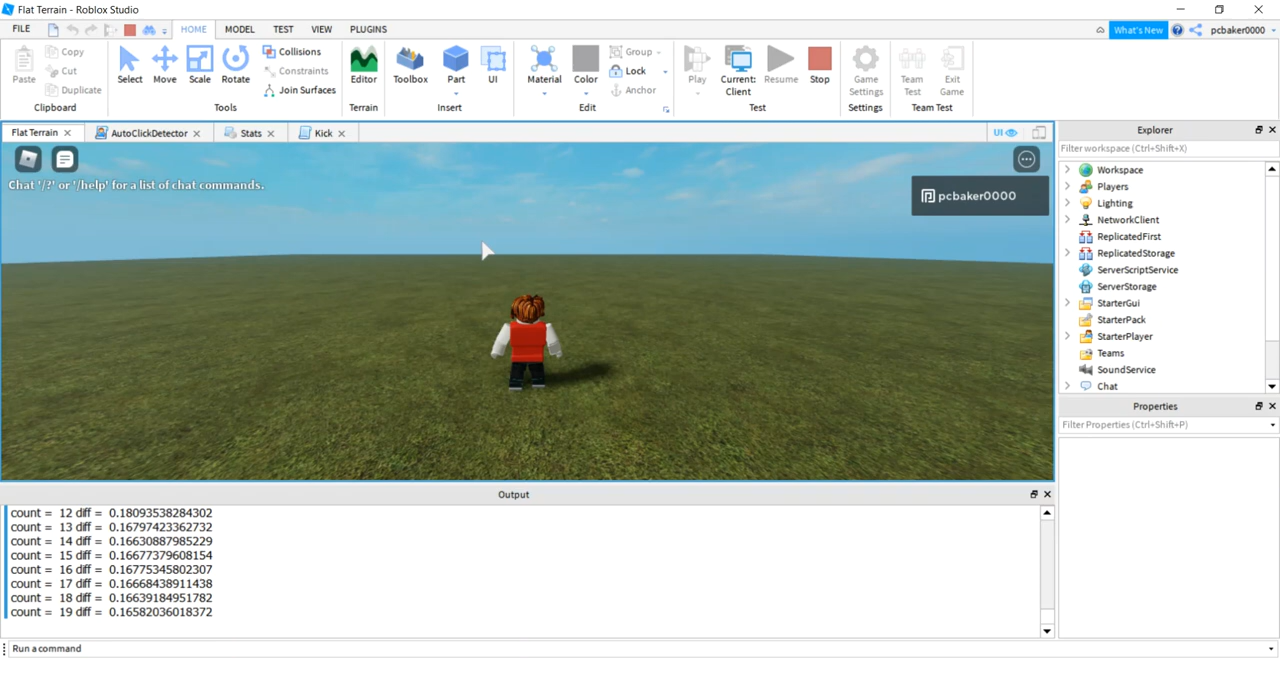 Flat Terrain - Roblox Studio
FILE HOME MODEL TEST VIEW PLUGINS What's New pcbaker0000
Paste Copy Cut Duplicate Clipboard
Select Move Scale Rotate Collisions Constraints Join Surfaces Tools
Editor Terrain
Toolbox Part UI Insert
Material Color Group Lock Anchor Edit
Play Current: Client Resume Stop Test
Game Settings Settings
Team Test Exit Game Team Test
Flat Terrain AutoClickDetector Stats Kick UI
Chat '/?' or '/help' for a list of chat commands.
pcbaker0000
Explorer
Filter workspace (Ctrl+Shift+X)
Workspace
Players
Lighting
NetworkClient
ReplicatedFirst
ReplicatedStorage
ServerScriptService
ServerStorage
StarterGui
StarterPack
StarterPlayer
Teams
SoundService
Chat
Properties
Filter Properties (Ctrl+Shift+P)
Output
count = 12 diff = 0.18093538284302
count = 13 diff = 0.16797423362732
count = 14 diff = 0.16630887985229
count = 15 diff = 0.16677379608154
count = 16 diff = 0.16775345802307
count = 17 diff = 0.16668438911438
count = 18 diff = 0.16639184951782
count = 19 diff = 0.16582036018372
Run a command